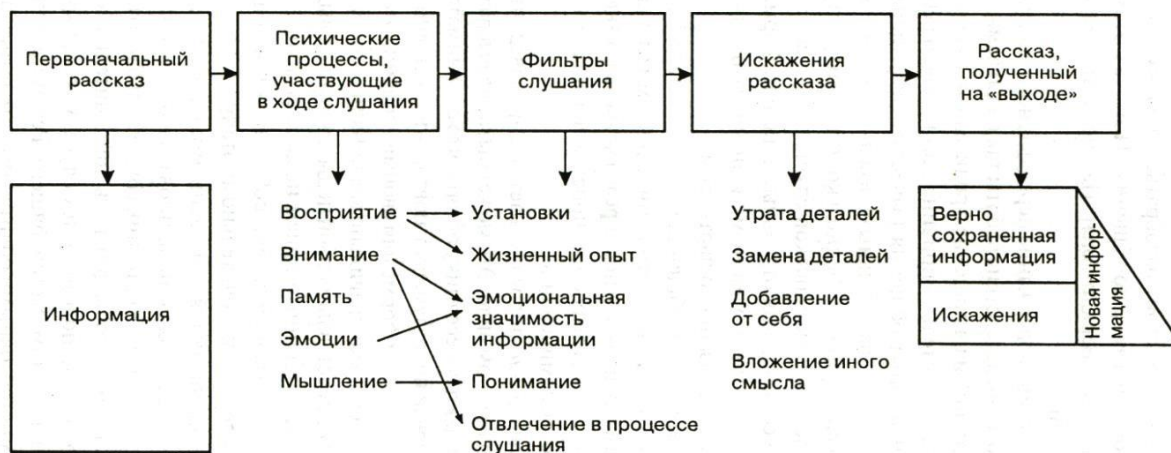 Первоначальный
рассказ
Психические
процессы,
участвующие
в ходе слушания
Фильтры
слушания
Искажения
рассказа
Рассказ,
полученный
на «выходе»
Информация
Восприятие
Внимание
Память
Эмоции
Мышление
Установки
Жизненный опыт
Эмоциональная
значимость
информации
Понимание
Отвлечение в процессе
слушания
Утрата деталей
Замена деталей
Добавление
от себя
Вложение иного
смысла
Верно
сохраненная
информация
Искажения
Новая инфор-
мация